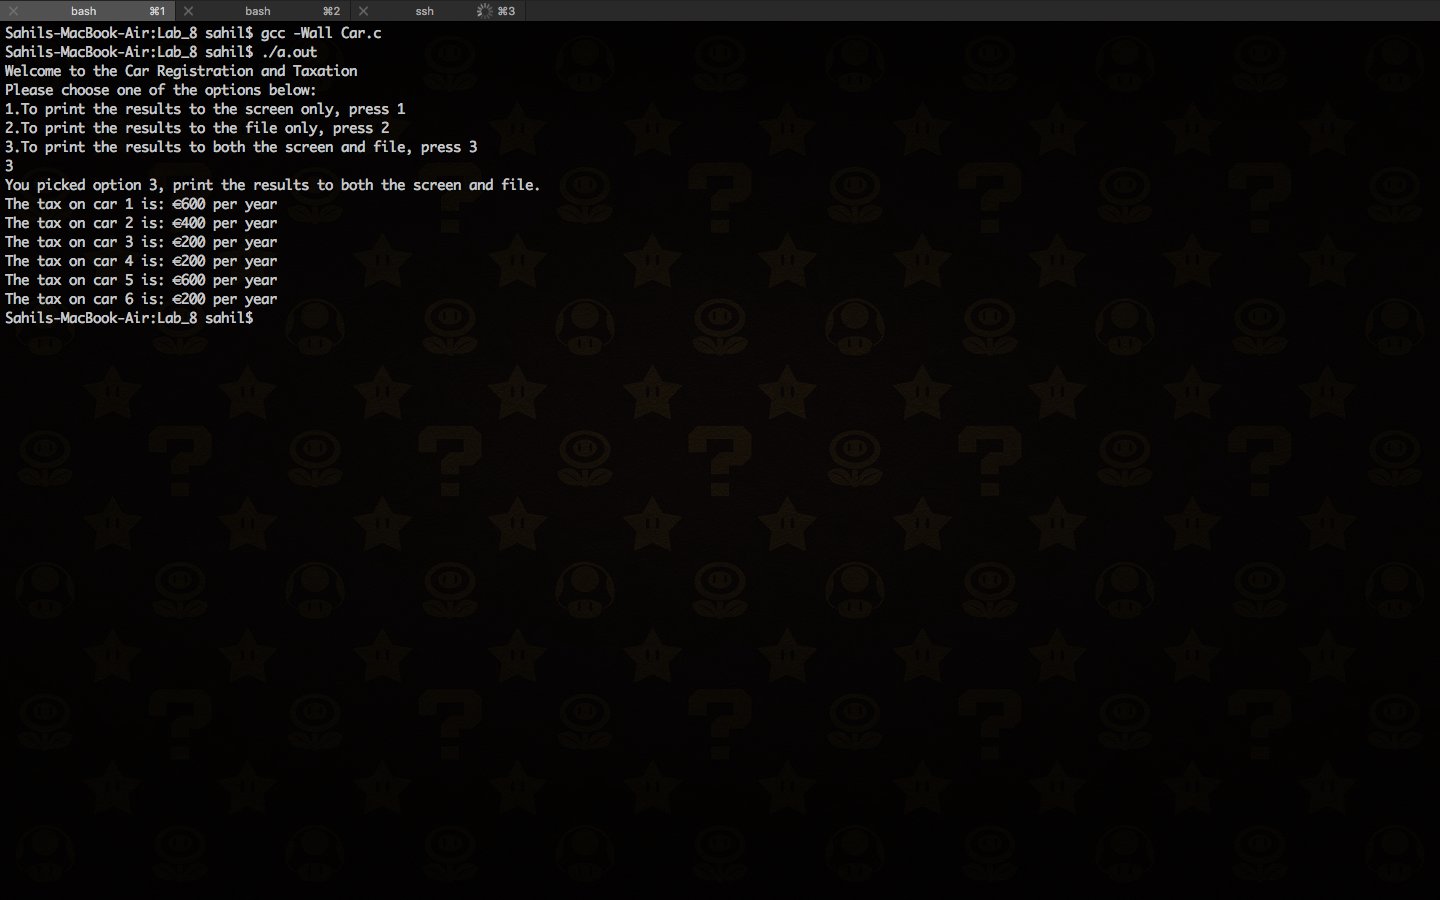 bash ⌘1 bash ⌘2 ssh ⌘3
Sahils-MacBook-Air:Lab_8 sahil$ gcc -Wall Car.c
Sahils-MacBook-Air:Lab_8 sahil$ ./a.out
Welcome to the Car Registration and Taxation
Please choose one of the options below:
1.To print the results to the screen only, press 1
2.To print the results to the file only, press 2
3.To print the results to both the screen and file, press 3
3
You picked option 3, print the results to both the screen and file.
The tax on car 1 is: €600 per year
The tax on car 2 is: €400 per year
The tax on car 3 is: €200 per year
The tax on car 4 is: €200 per year
The tax on car 5 is: €600 per year
The tax on car 6 is: €200 per year
Sahils-MacBook-Air:Lab_8 sahil$